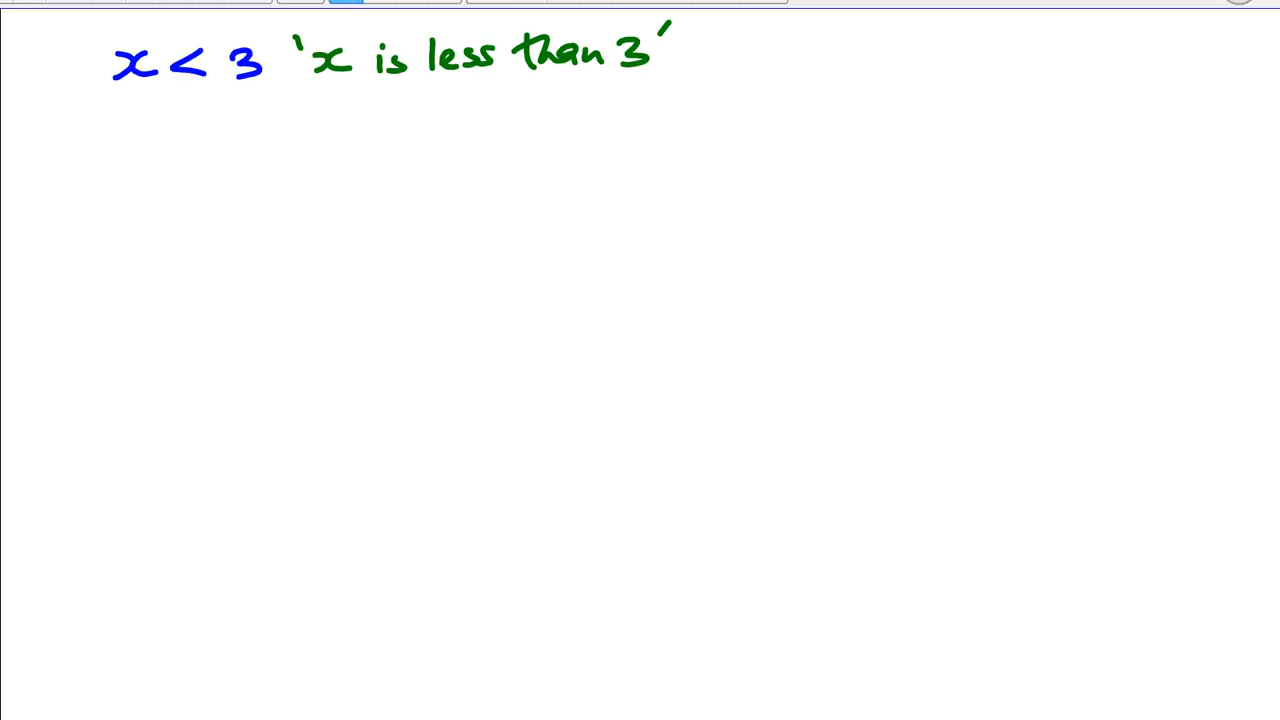 x < 3 'x is less than 3'